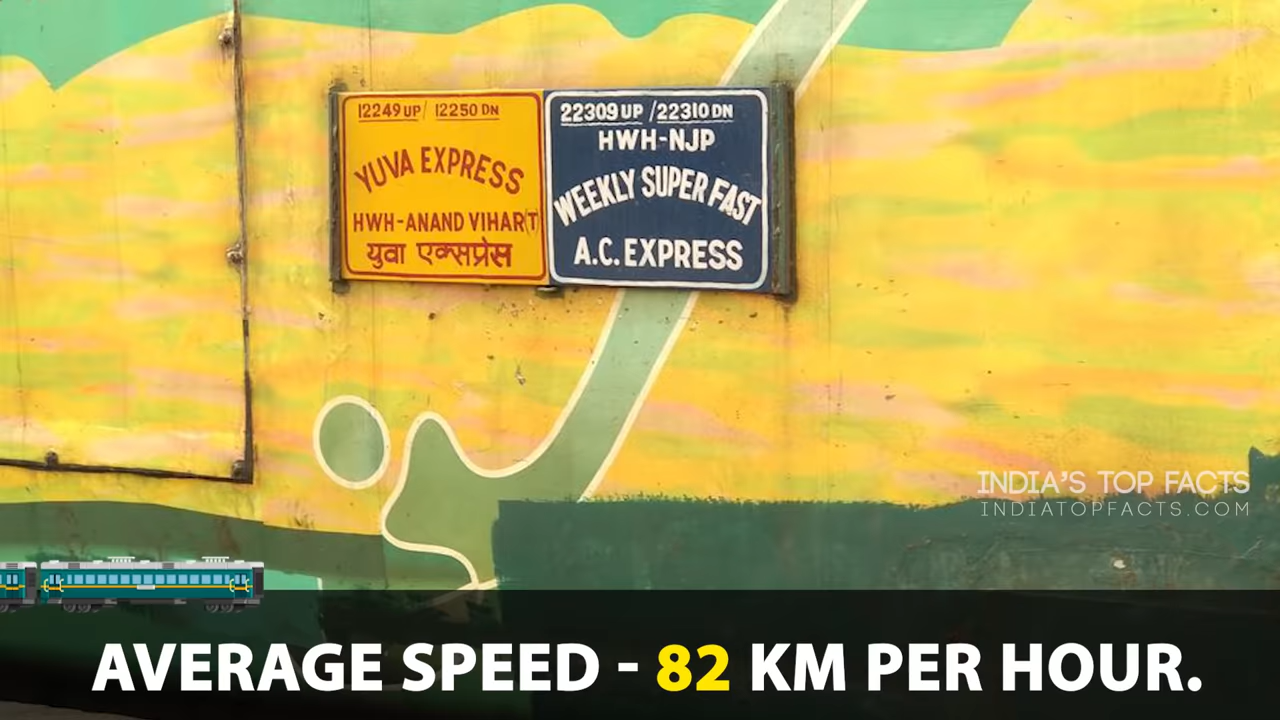 12249 UP / 12250 DN
YUVA EXPRESS
HWH-ANAND VIHAR(T)
युवा एक्सप्रेस
22309 UP / 22310 DN
HWH-NJP
WEEKLY SUPER FAST
A.C. EXPRESS
INDIA'S TOP FACTS
INDIATOPFACTS.COM
AVERAGE SPEED - 82 KM PER HOUR.